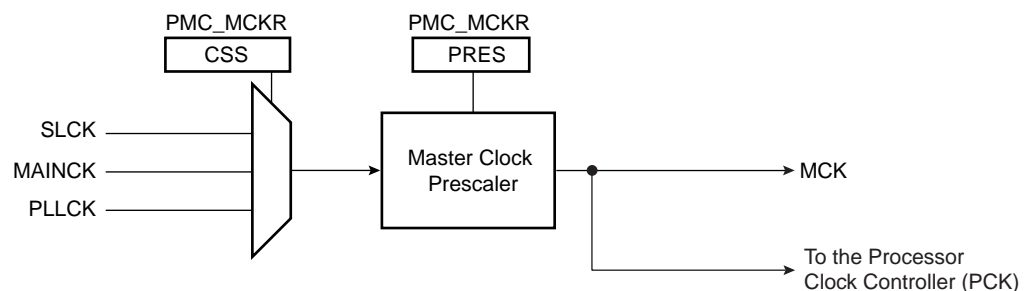 PMC_MCKR
CSS
PMC_MCKR
PRES
SLCK
MAINCK
PLLCK
Master Clock
Prescaler
MCK
To the Processor
Clock Controller (PCK)